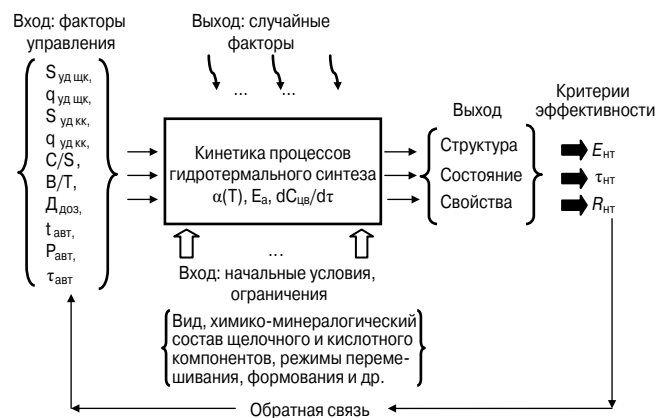 Вход: факторы
управления
S уд щк,
q уд щк,
S уд кк,
q уд кк,
C/S,
В/Т,
Д доз,
t авт,
P авт,
τ авт
Выход: случайные
факторы
... ...
Кинетика процессов
гидротермального синтеза
α(T), Eа, dCцв/dτ
...
Вход: начальные условия,
ограничения
Вид, химико-минералогический
состав щелочного и кислотного
компонентов, режимы переме-
шивания, формования и др.
Выход
Структура
Состояние
Свойства
Критерии
эффективности
Eнт
τнт
Rнт
Обратная связь